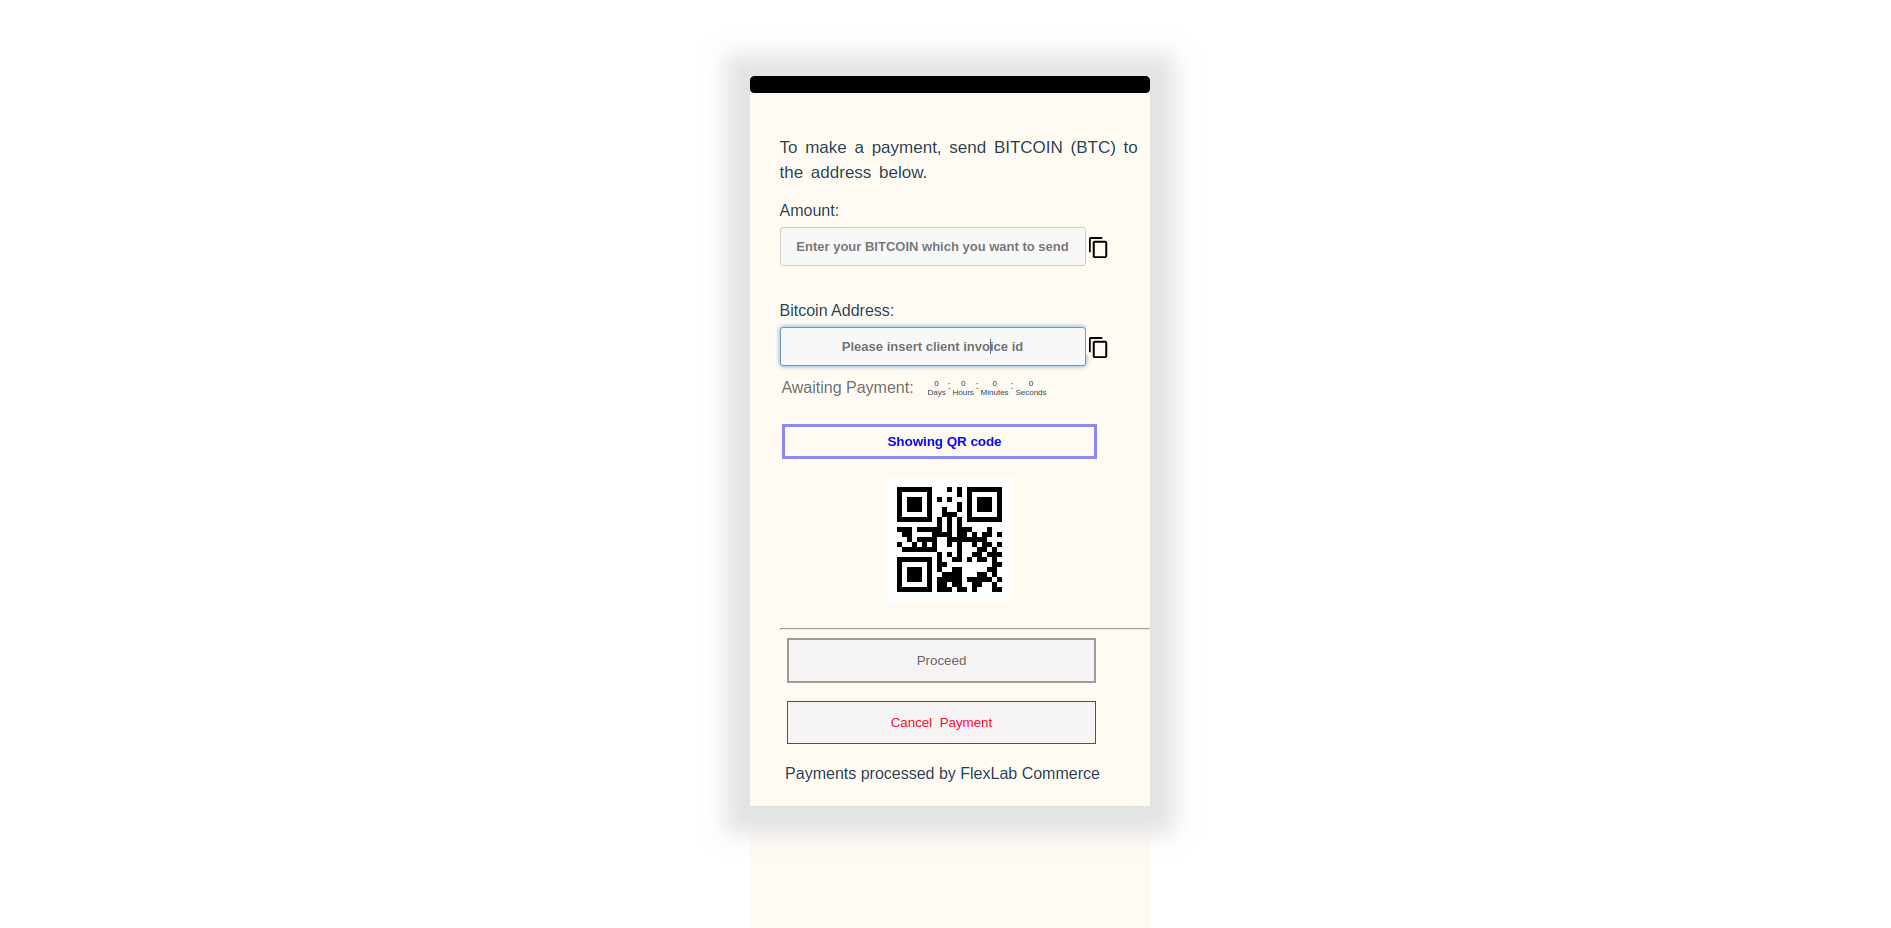 To make a payment, send BITCOIN (BTC) to
the address below.
Amount:
Enter your BITCOIN which you want to send
Bitcoin Address:
Please insert client invoice id
Awaiting Payment: 0 : 0 : 0 : 0
Days Hours Minutes Seconds
Showing QR code
Proceed
Cancel Payment
Payments processed by FlexLab Commerce